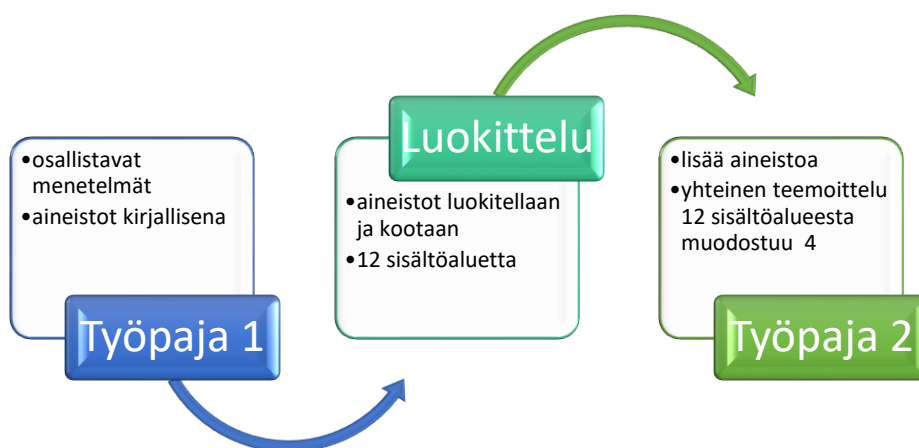 •osallistavat
menetelmät
•aineistot kirjallisena
Työpaja 1
Luokittelu
•aineistot luokitellaan
ja kootaan
•12 sisältöaluetta
•lisää aineistoa
•yhteinen teemoittelu
12 sisältöalueesta
muodostuu 4
Työpaja 2